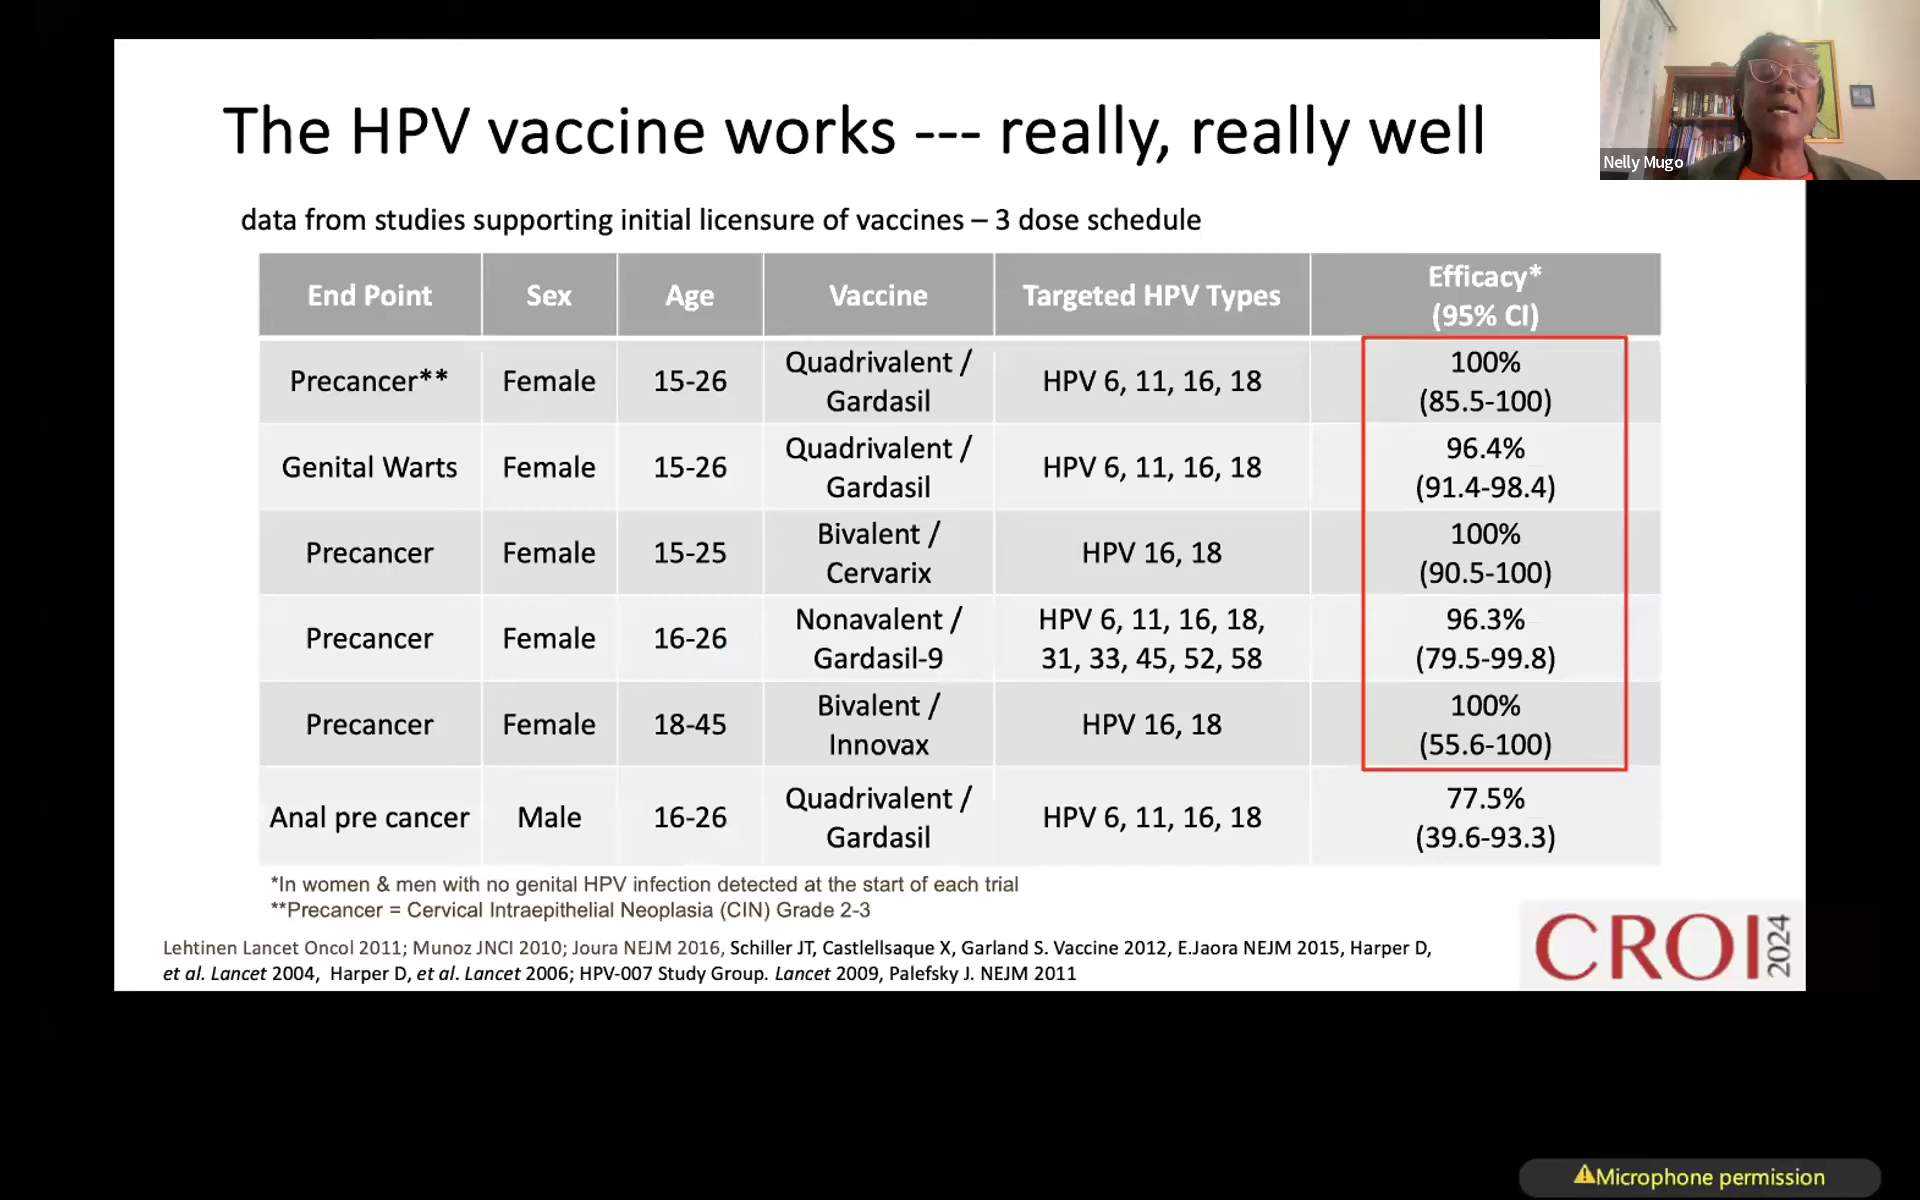 The HPV vaccine works --- really, really well
Nelly Mugo
data from studies supporting initial licensure of vaccines – 3 dose schedule
End Point Sex Age Vaccine Targeted HPV Types Efficacy* (95% CI)
Precancer** Female 15-26 Quadrivalent / Gardasil HPV 6, 11, 16, 18 100% (85.5-100)
Genital Warts Female 15-26 Quadrivalent / Gardasil HPV 6, 11, 16, 18 96.4% (91.4-98.4)
Precancer Female 15-25 Bivalent / Cervarix HPV 16, 18 100% (90.5-100)
Precancer Female 16-26 Nonavalent / Gardasil-9 HPV 6, 11, 16, 18, 31, 33, 45, 52, 58 96.3% (79.5-99.8)
Precancer Female 18-45 Bivalent / Innovax HPV 16, 18 100% (55.6-100)
Anal pre cancer Male 16-26 Quadrivalent / Gardasil HPV 6, 11, 16, 18 77.5% (39.6-93.3)
*In women & men with no genital HPV infection detected at the start of each trial
**Precancer = Cervical Intraepithelial Neoplasia (CIN) Grade 2-3
Lehtinen Lancet Oncol 2011; Munoz JNCI 2010; Joura NEJM 2016, Schiller JT, Castlellsaque X, Garland S. Vaccine 2012, E.Jaora NEJM 2015, Harper D,
et al. Lancet 2004, Harper D, et al. Lancet 2006; HPV-007 Study Group. Lancet 2009, Palefsky J. NEJM 2011
CROI 2024
Microphone permission